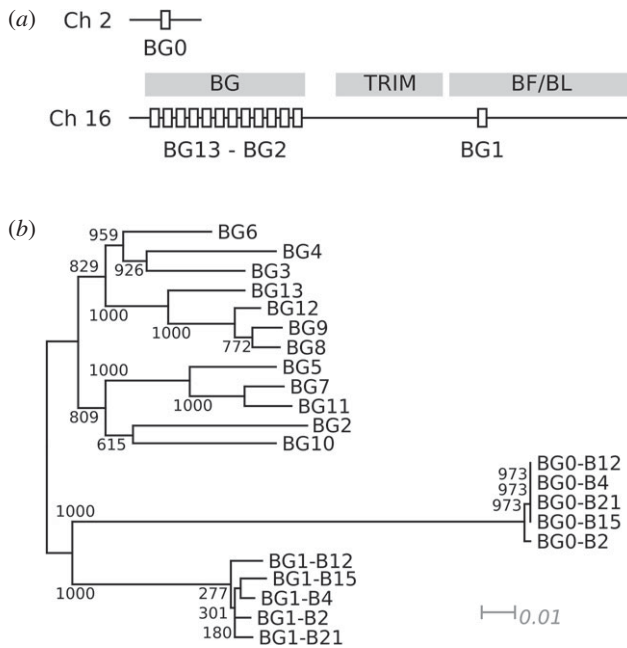 (a)
Ch 2
BG0
BG TRIM BF/BL
Ch 16
BG13 - BG2 BG1
(b)
959
BG6
BG4
829
926
BG3
BG13
1000
BG12
1000
BG9
772
BG8
1000
BG5
BG7
1000
BG11
809
BG2
615
BG10
BG0-B12
973
BG0-B4
973
BG0-B21
973
1000
BG0-B15
BG0-B2
BG1-B12
1000
277
BG1-B15
301
BG1-B4
BG1-B2
180
BG1-B21
0.01